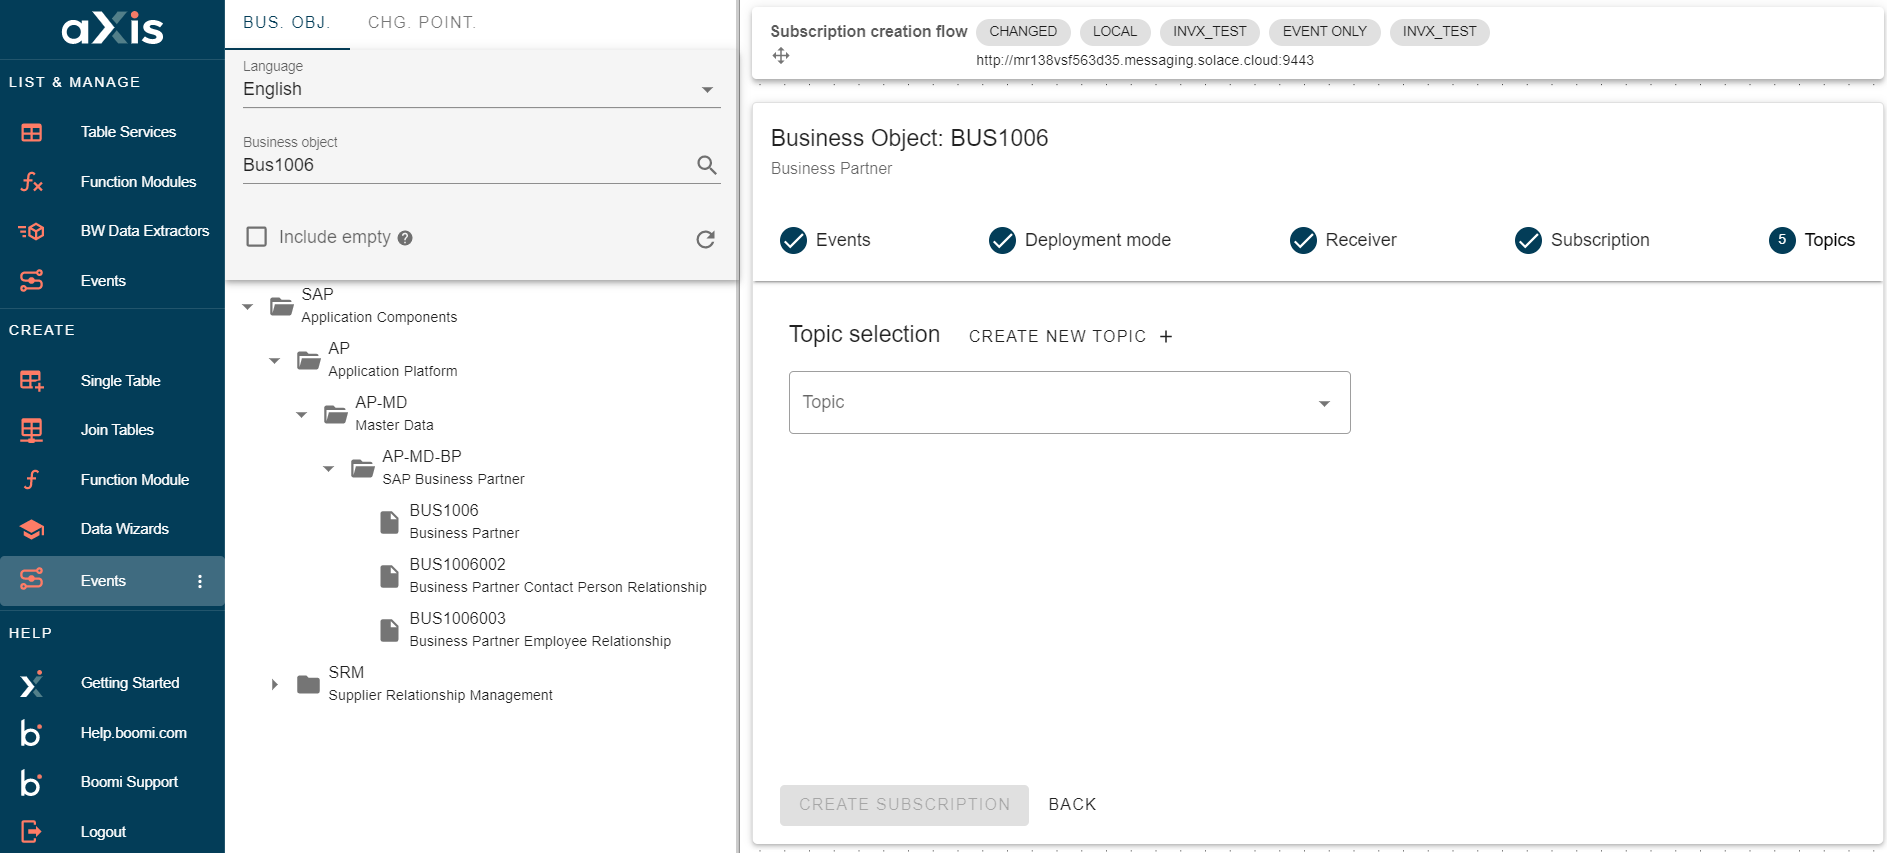 aXis
LIST & MANAGE
Table Services
Function Modules
BW Data Extractors
Events
CREATE
Single Table
Join Tables
Function Module
Data Wizards
Events
HELP
Getting Started
Help.boomi.com
Boomi Support
Logout
BUS. OBJ. CHG. POINT.
Language
English
Business object
Bus1006
Include empty ?
SAP
Application Components
AP
Application Platform
AP-MD
Master Data
AP-MD-BP
SAP Business Partner
BUS1006
Business Partner
BUS1006002
Business Partner Contact Person Relationship
BUS1006003
Business Partner Employee Relationship
SRM
Supplier Relationship Management
Subscription creation flow CHANGED LOCAL INVX_TEST EVENT ONLY INVX_TEST
http://mr138vsf563d35.messaging.solace.cloud:9443
Business Object: BUS1006
Business Partner
Events Deployment mode Receiver Subscription 5 Topics
Topic selection CREATE NEW TOPIC +
Topic
CREATE SUBSCRIPTION BACK